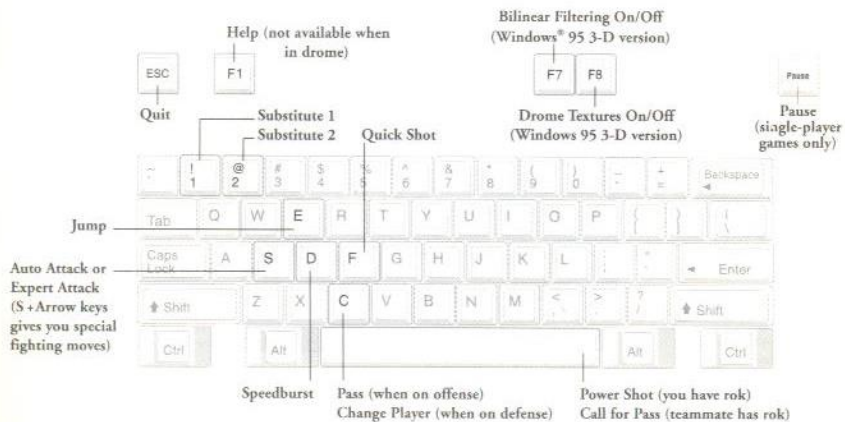 Bilinear Filtering On/Off
Help (not available when
(Windows® 95 3-D version)
in drome)
ESC
F1
F7
F8
Pause
Quit
Substitute 1
Drome Textures On/Off
Pause
Substitute 2
Quick Shot
(Windows 95 3-D version)
(single-player
games only)
~ ! @ # $ % ^ & * ( ) - +
1 2 3 4 5 6 7 8 9 0 = Backspace
Jump
Tab Q W E R T Y U I O P { } \
Caps Lock A S D F G H J K L ; Enter
Auto Attack or
Expert Attack
(S +Arrow keys
gives you special
fighting moves)
Shift Z X C V B N M < > ? / Shift
Ctrl Alt Alt Ctrl
Speedburst
Pass (when on offense)
Power Shot (you have rok)
Change Player (when on defense)
Call for Pass (teammate has rok)